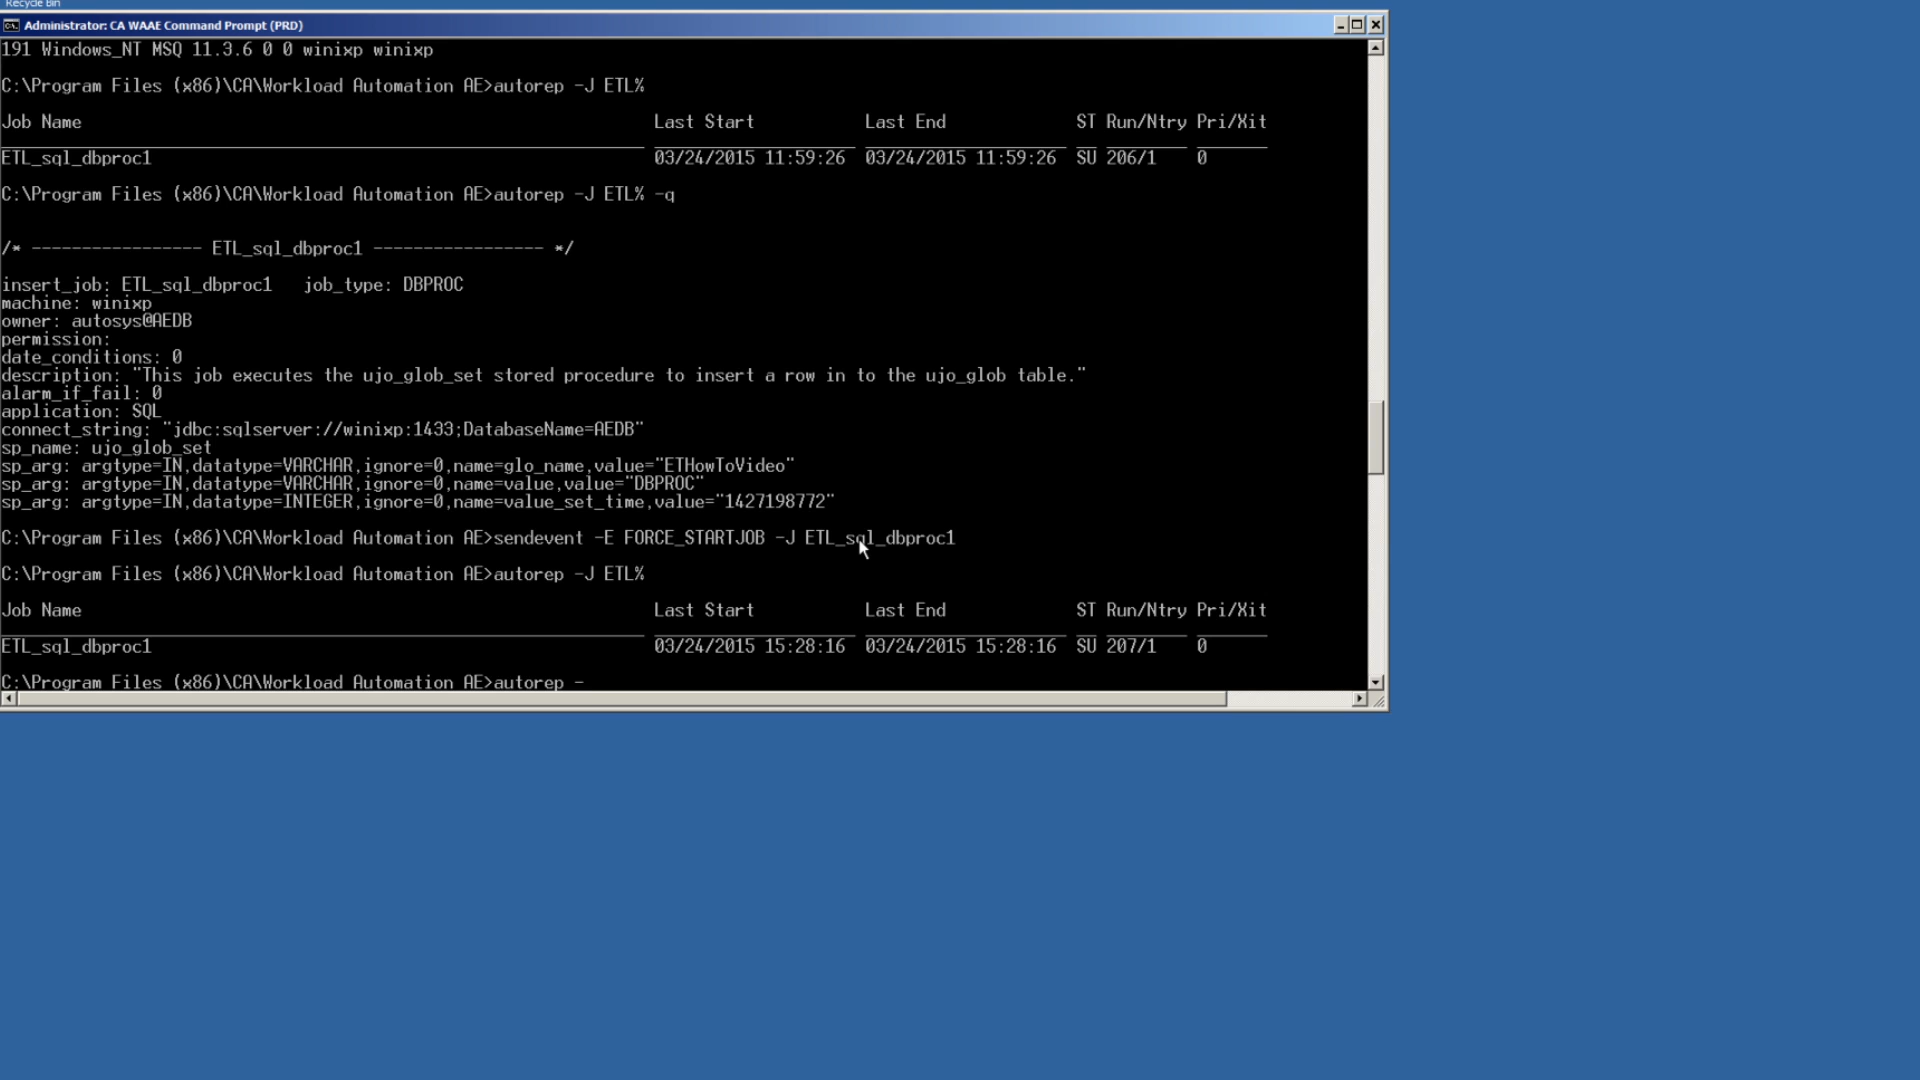 Recycle Bin
Administrator: CA WAAE Command Prompt (PRD)
191 Windows_NT MSQ 11.3.6 0 0 winixp winixp
C:\Program Files (x86)\CA\Workload Automation AE>autorep -J ETL%
Job Name Last Start Last End ST Run/Ntry Pri/Xit
ETL_sql_dbproc1 03/24/2015 11:59:26 03/24/2015 11:59:26 SU 206/1 0
C:\Program Files (x86)\CA\Workload Automation AE>autorep -J ETL% -q
/* ----------------- ETL_sql_dbproc1 ----------------- */
insert_job: ETL_sql_dbproc1 job_type: DBPROC
machine: winixp
owner: autosys@AEDB
permission:
date_conditions: 0
description: "This job executes the ujo_glob_set stored procedure to insert a row in to the ujo_glob table."
alarm_if_fail: 0
application: SQL
connect_string: "jdbc:sqlserver://winixp:1433;DatabaseName=AEDB"
sp_name: ujo_glob_set
sp_arg: argtype=IN,datatype=VARCHAR,ignore=0,name=glo_name,value="ETHowToVideo"
sp_arg: argtype=IN,datatype=VARCHAR,ignore=0,name=value,value="DBPROC"
sp_arg: argtype=IN,datatype=INTEGER,ignore=0,name=value_set_time,value="1427198772"
C:\Program Files (x86)\CA\Workload Automation AE>sendevent -E FORCE_STARTJOB -J ETL_sql_dbproc1
C:\Program Files (x86)\CA\Workload Automation AE>autorep -J ETL%
Job Name Last Start Last End ST Run/Ntry Pri/Xit
ETL_sql_dbproc1 03/24/2015 15:28:16 03/24/2015 15:28:16 SU 207/1 0
C:\Program Files (x86)\CA\Workload Automation AE>autorep -